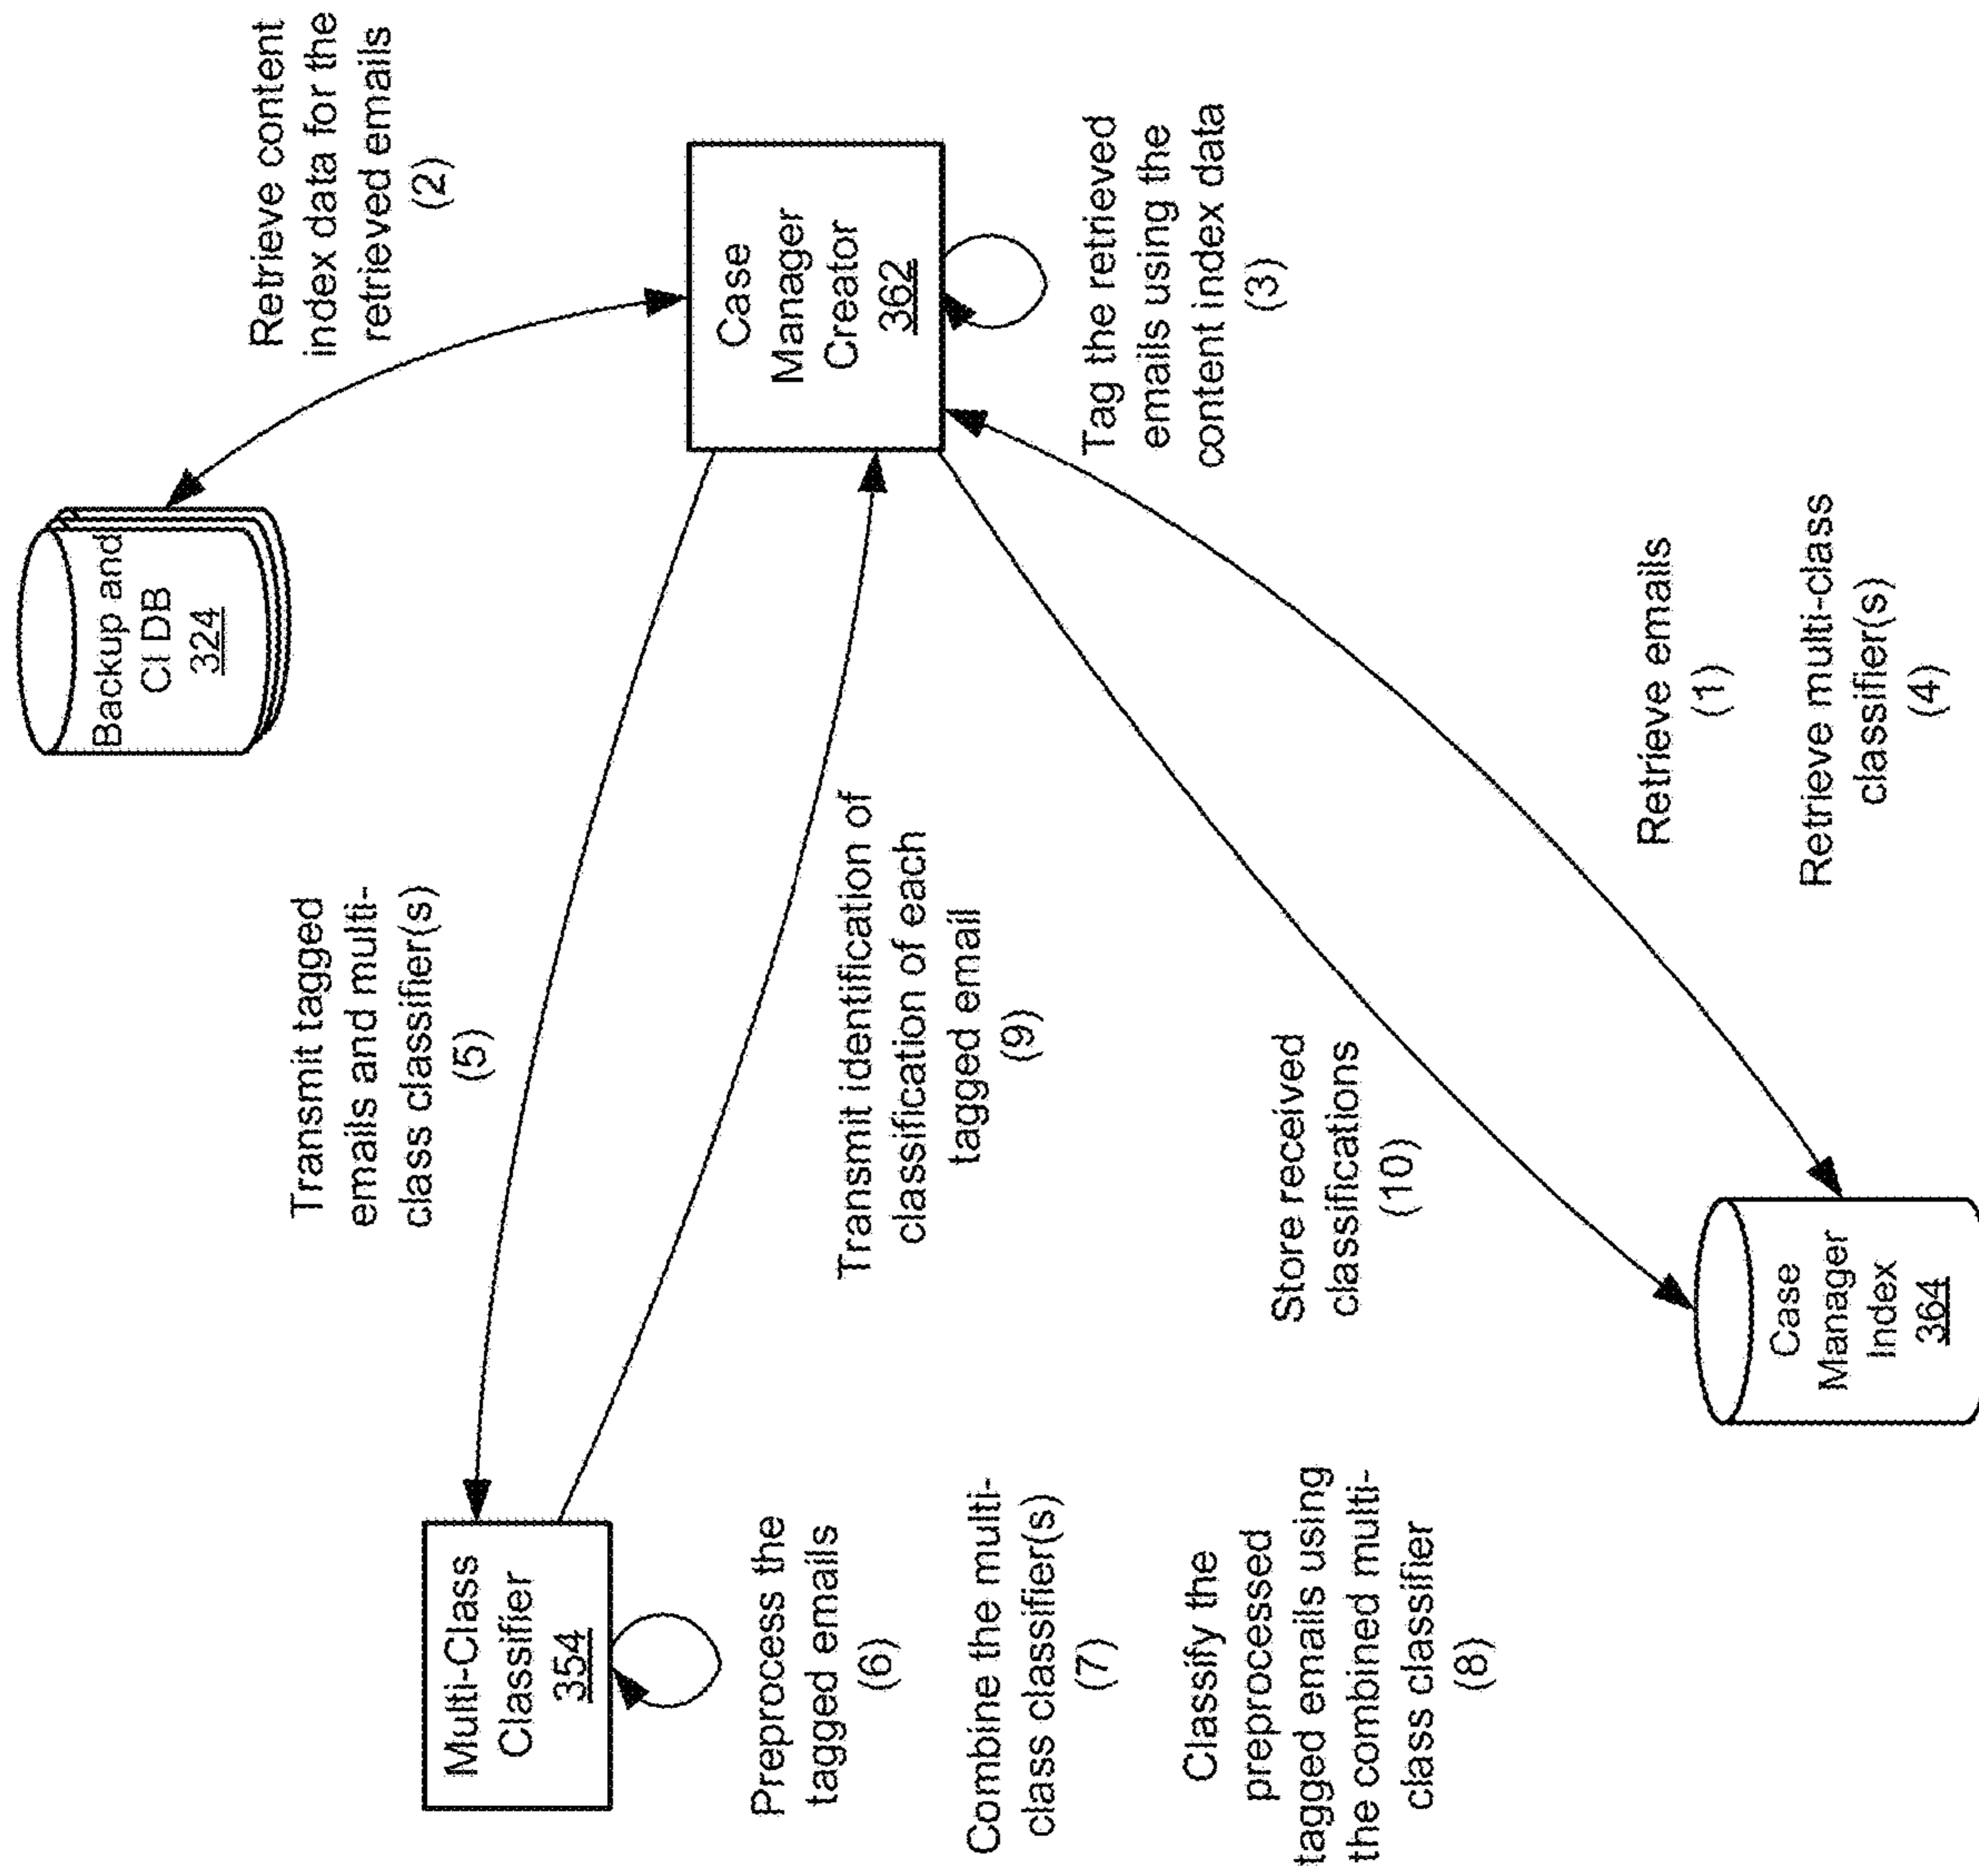 Backup and
CI DB
324
Retrieve content
index data for the
retrieved emails
(2)
Transmit tagged
emails and multi-
class classifier(s)
(5)
Multi-Class
Classifier
354
Case
Manager
Creator
362
Preprocess the
tagged emails
(6)
Transmit identification of
classification of each
tagged email
(9)
Tag the retrieved
emails using the
content index data
(3)
Combine the multi-
class classifier(s)
(7)
Classify the
preprocessed
tagged emails using
the combined multi-
class classifier
(8)
Store received
classifications
(10)
Retrieve emails
(1)
Retrieve multi-class
classifier(s)
(4)
Case
Manager
Index
364